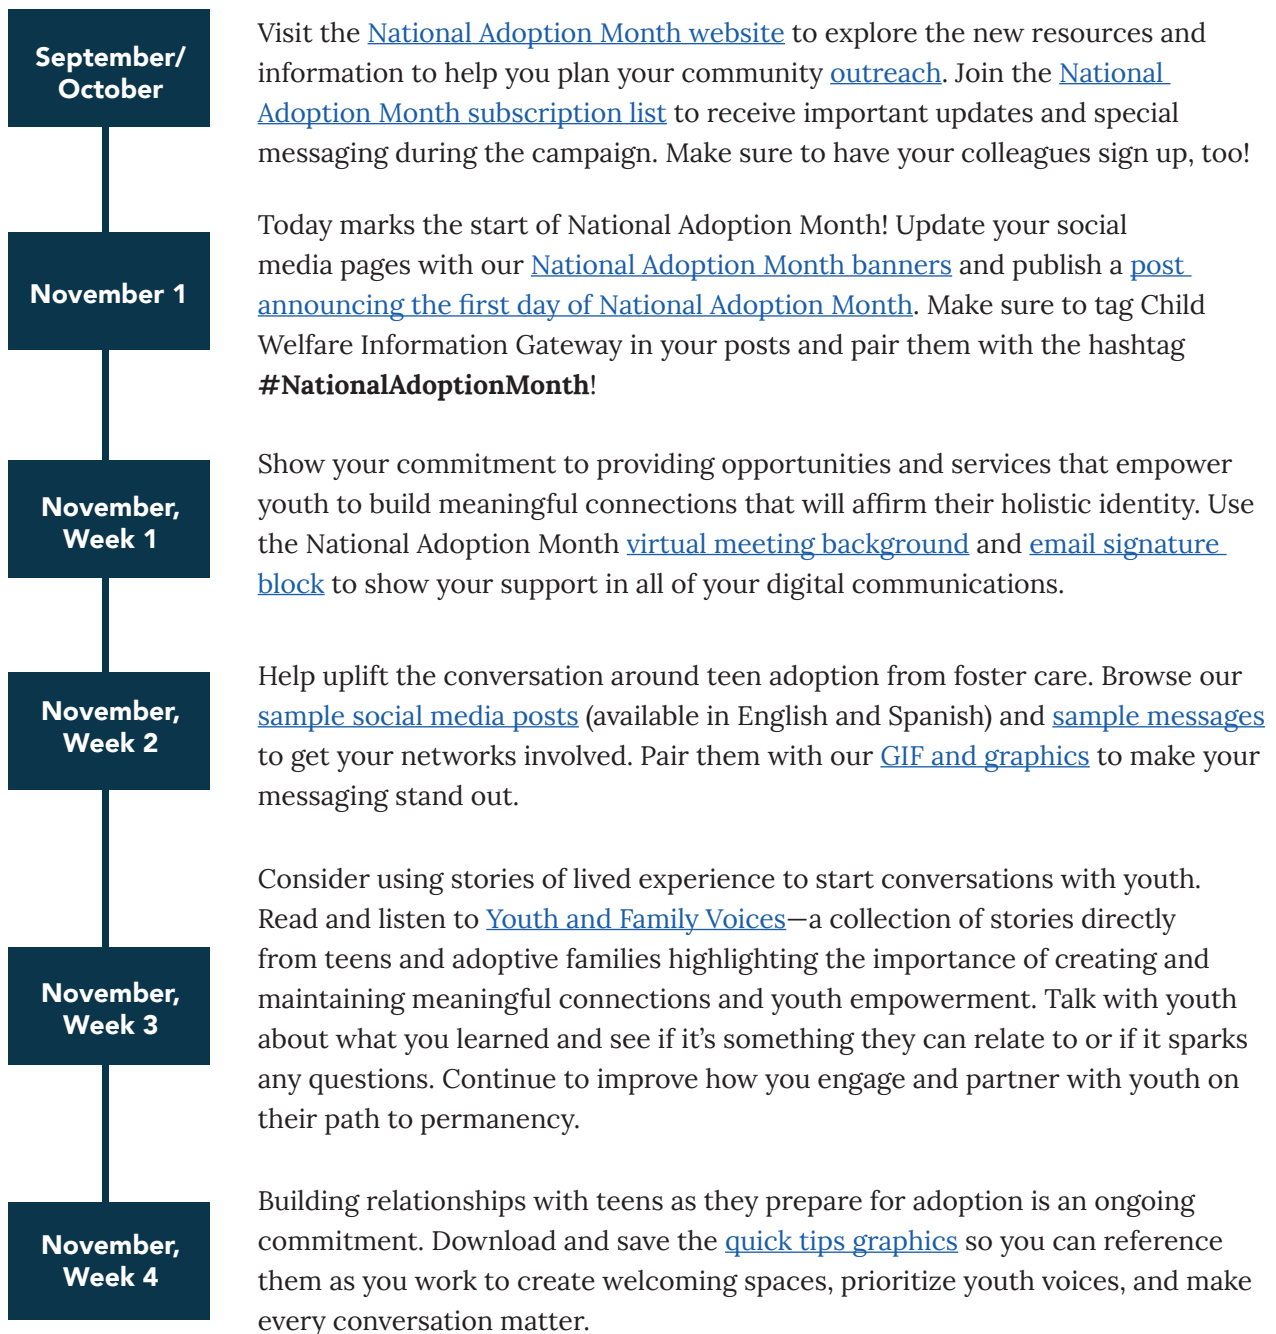 September/
October
Visit the National Adoption Month website to explore the new resources and
information to help you plan your community outreach. Join the National
Adoption Month subscription list to receive important updates and special
messaging during the campaign. Make sure to have your colleagues sign up, too!
November 1
Today marks the start of National Adoption Month! Update your social
media pages with our National Adoption Month banners and publish a post
announcing the first day of National Adoption Month. Make sure to tag Child
Welfare Information Gateway in your posts and pair them with the hashtag
#NationalAdoptionMonth!
November,
Week 1
Show your commitment to providing opportunities and services that empower
youth to build meaningful connections that will affirm their holistic identity. Use
the National Adoption Month virtual meeting background and email signature
block to show your support in all of your digital communications.
November,
Week 2
Help uplift the conversation around teen adoption from foster care. Browse our
sample social media posts (available in English and Spanish) and sample messages
to get your networks involved. Pair them with our GIF and graphics to make your
messaging stand out.
November,
Week 3
Consider using stories of lived experience to start conversations with youth.
Read and listen to Youth and Family Voices—a collection of stories directly
from teens and adoptive families highlighting the importance of creating and
maintaining meaningful connections and youth empowerment. Talk with youth
about what you learned and see if it’s something they can relate to or if it sparks
any questions. Continue to improve how you engage and partner with youth on
their path to permanency.
November,
Week 4
Building relationships with teens as they prepare for adoption is an ongoing
commitment. Download and save the quick tips graphics so you can reference
them as you work to create welcoming spaces, prioritize youth voices, and make
every conversation matter.